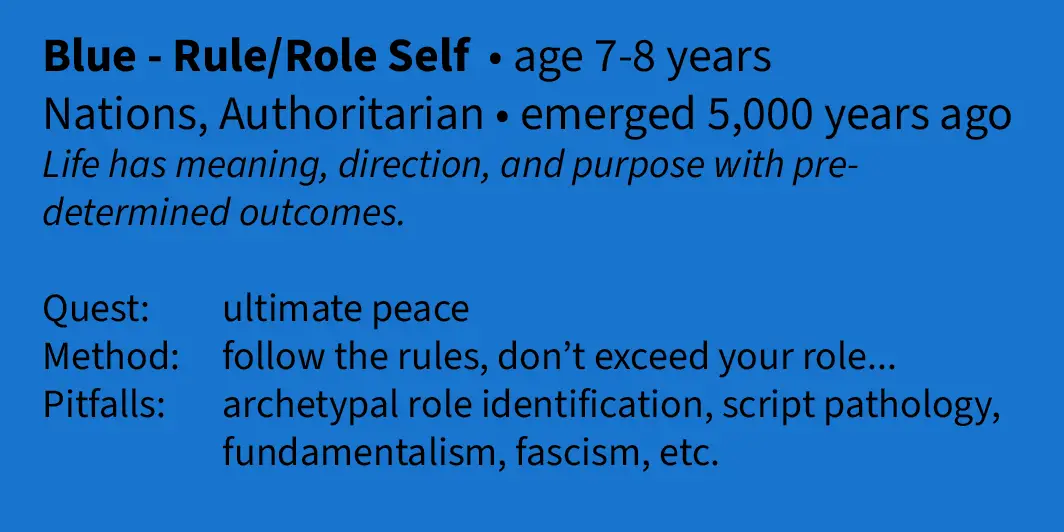 Blue - Rule/Role Self • age 7-8 years
Nations, Authoritarian • emerged 5,000 years ago
Life has meaning, direction, and purpose with pre-
determined outcomes.
Quest: ultimate peace
Method: follow the rules, don’t exceed your role...
Pitfalls: archetypal role identification, script pathology,
fundamentalism, fascism, etc.